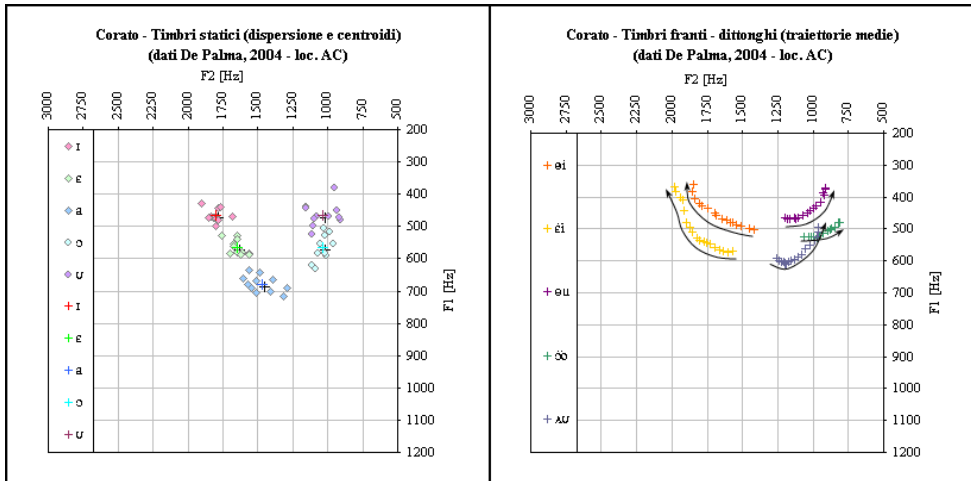 Corato - Timbri statici (dispersione e centroidi)
(dati De Palma, 2004 - loc. AC)
F2 [Hz]
3000 2750 2500 2250 2000 1750 1500 1250 1000 750 500
200
300
400
500
600
700
800
900
1000
1100
1200
F1 [Hz]
ɪ
ɛ
a
ɔ
ʊ
ɪ
ɛ
a
ɔ
ʊ
Corato - Timbri franti - dittonghi (traiettorie medie)
(dati De Palma, 2004 - loc. AC)
F2 [Hz]
3000 2750 2500 2250 2000 1750 1500 1250 1000 750 500
200
300
400
500
600
700
800
900
1000
1100
1200
F1 [Hz]
əi
əu
ʌʊ